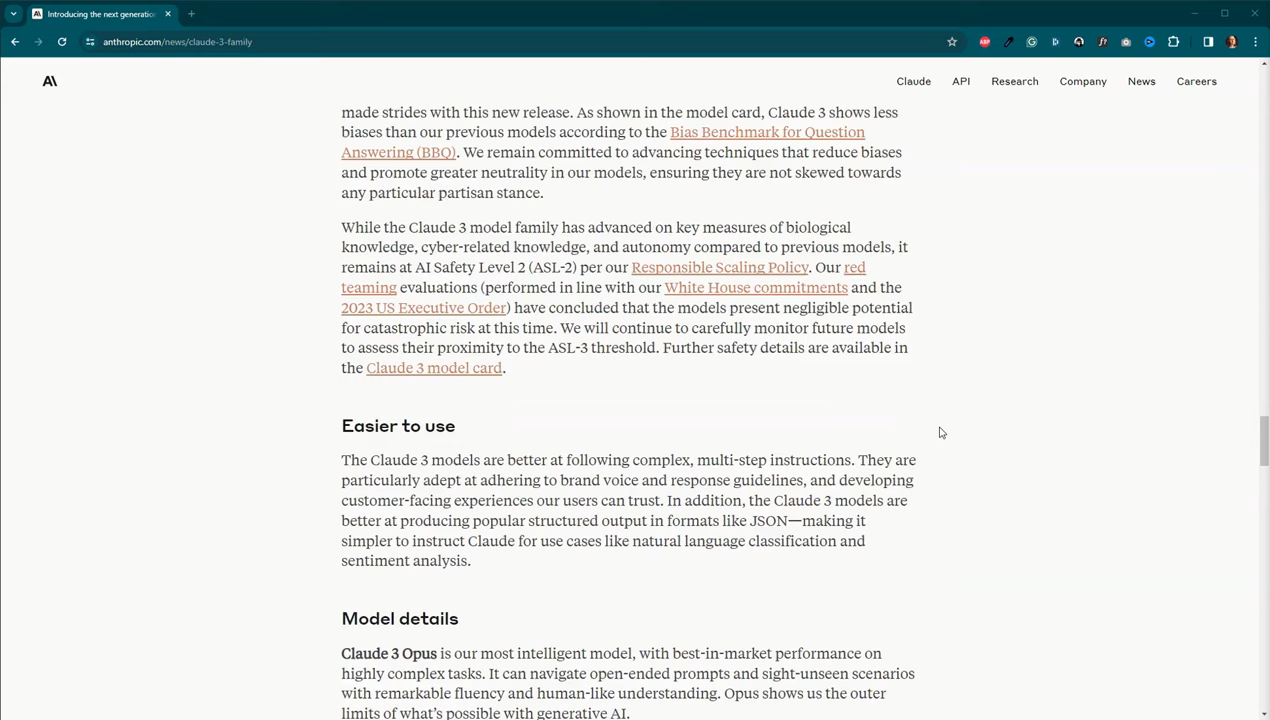 Introducing the next generatio
anthropic.com/news/claude-3-family
Claude API Research Company News Careers
made strides with this new release. As shown in the model card, Claude 3 shows less
biases than our previous models according to the Bias Benchmark for Question
Answering (BBQ). We remain committed to advancing techniques that reduce biases
and promote greater neutrality in our models, ensuring they are not skewed towards
any particular partisan stance.
While the Claude 3 model family has advanced on key measures of biological
knowledge, cyber-related knowledge, and autonomy compared to previous models, it
remains at AI Safety Level 2 (ASL-2) per our Responsible Scaling Policy. Our red
teaming evaluations (performed in line with our White House commitments and the
2023 US Executive Order) have concluded that the models present negligible potential
for catastrophic risk at this time. We will continue to carefully monitor future models
to assess their proximity to the ASL-3 threshold. Further safety details are available in
the Claude 3 model card.
Easier to use
The Claude 3 models are better at following complex, multi-step instructions. They are
particularly adept at adhering to brand voice and response guidelines, and developing
customer-facing experiences our users can trust. In addition, the Claude 3 models are
better at producing popular structured output in formats like JSON—making it
simpler to instruct Claude for use cases like natural language classification and
sentiment analysis.
Model details
Claude 3 Opus is our most intelligent model, with best-in-market performance on
highly complex tasks. It can navigate open-ended prompts and sight-unseen scenarios
with remarkable fluency and human-like understanding. Opus shows us the outer
limits of what's possible with generative AI.